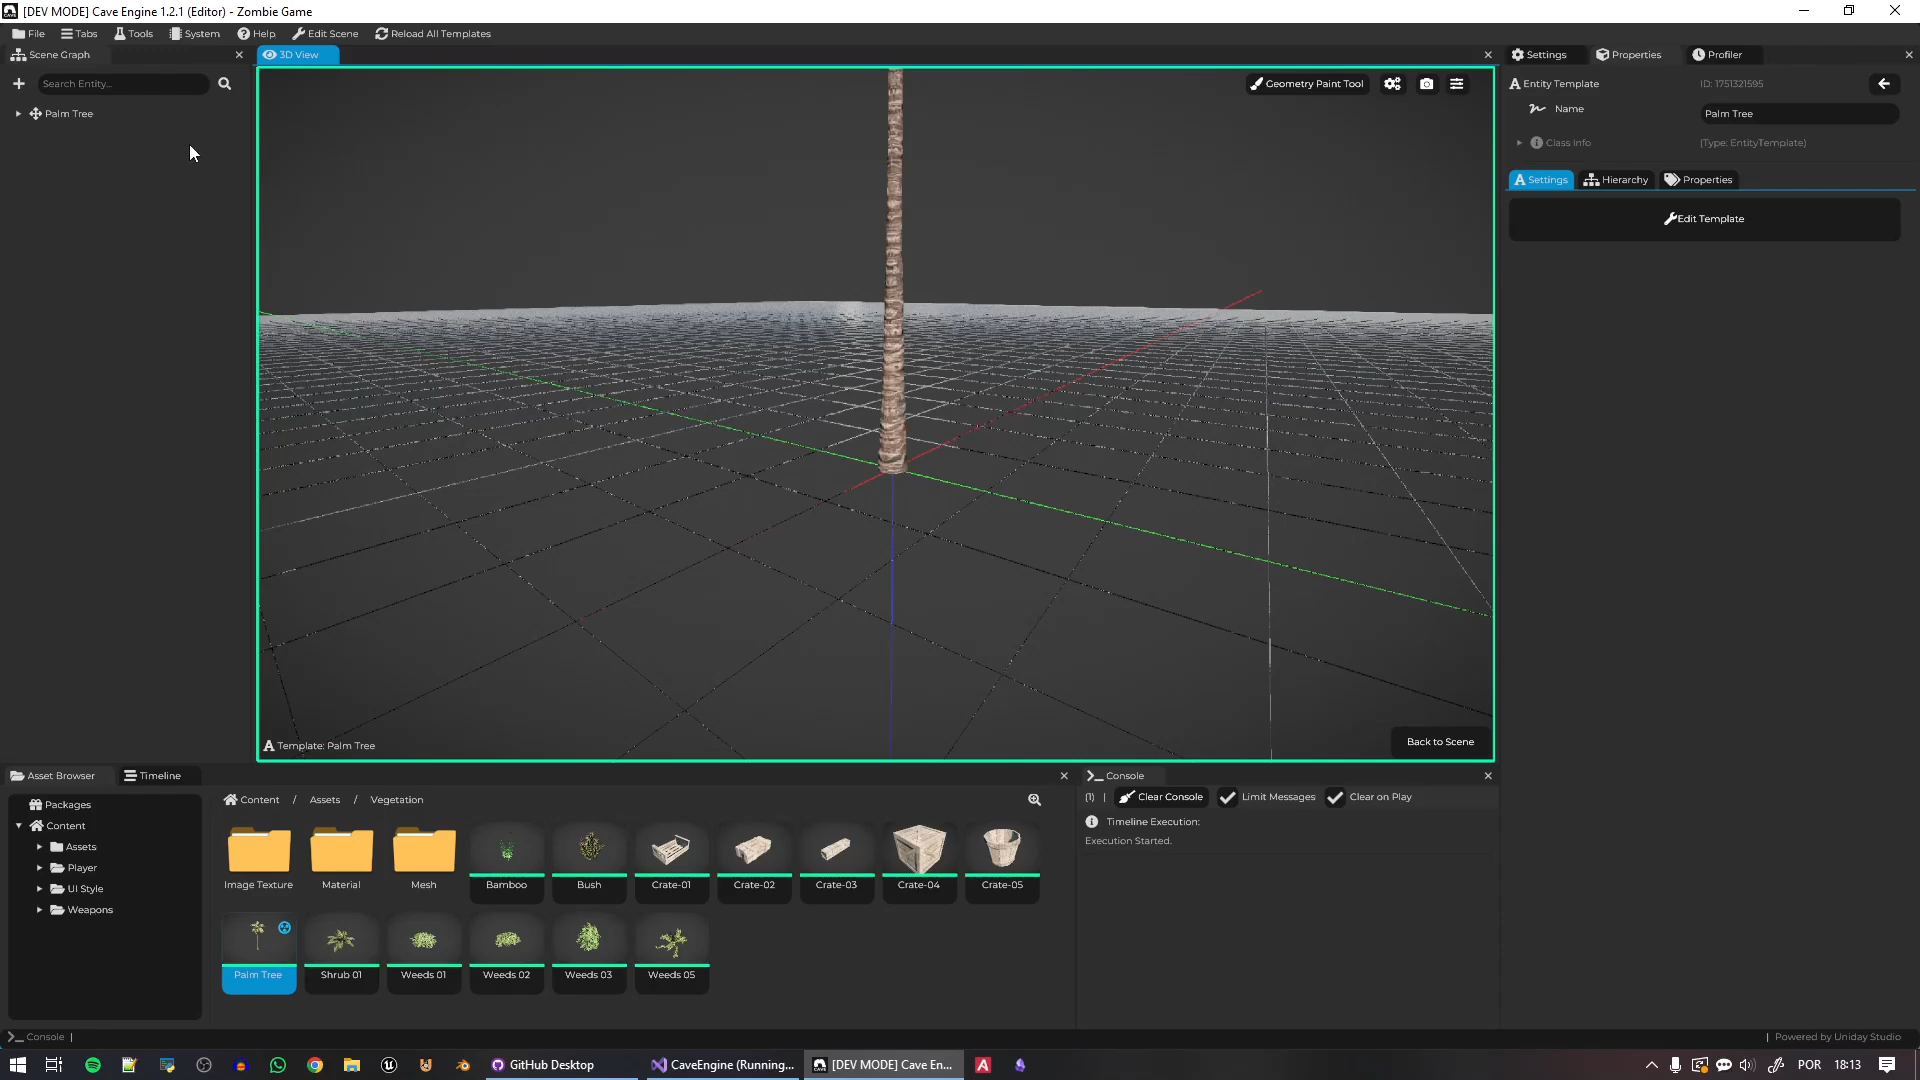 [DEV MODE] Cave Engine 1.2.1 (Editor) - Zombie Game
File Tabs Tools System Help Edit Scene Reload All Templates
Scene Graph
3D View
Settings Properties Profiler
Search Entity...
Palm Tree
Geometry Paint Tool
Entity Template ID: 1751321595
Name Palm Tree
Class Info (Type: EntityTemplate)
Settings Hierarchy Properties
Edit Template
Template: Palm Tree
Back to Scene
Asset Browser Timeline
Console
Packages
Content
Assets
Player
UI Style
Weapons
Content / Assets / Vegetation
Image Texture Material Mesh Bamboo Bush Crate-01 Crate-02 Crate-03 Crate-04 Crate-05
Palm Tree Shrub 01 Weeds 01 Weeds 02 Weeds 03 Weeds 05
(1) | Clear Console Limit Messages Clear on Play
Timeline Execution:
Execution Started.
Console |
| Powered by Uniday Studio
GitHub Desktop CaveEngine (Running... [DEV MODE] Cave En... POR 18:13